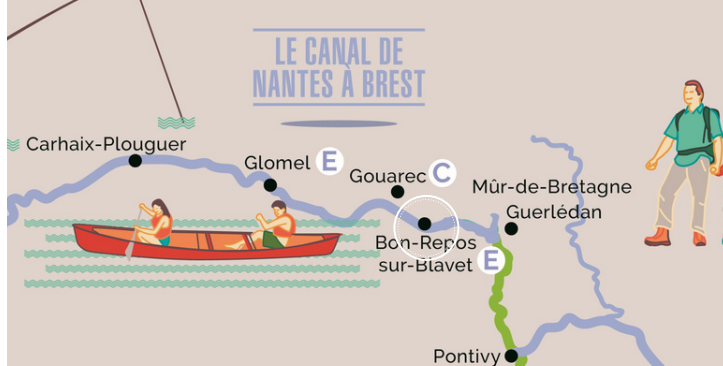 LE CANAL DE
NANTES À BREST
Carhaix-Plouguer
Glomel E
Gouarec C
Mûr-de-Bretagne
Guerlédan
Bon-Repos
sur-Blavet E
Pontivy